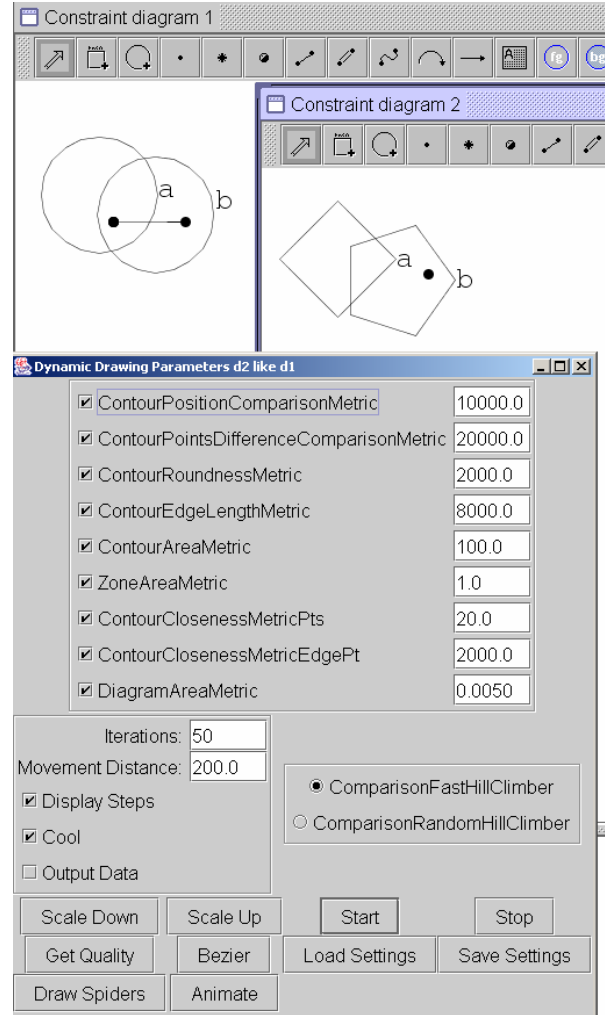 Constraint diagram 1
A
fg
bg
Constraint diagram 2
a
b
a
b
Dynamic Drawing Parameters d2 like d1
ContourPositionComparisonMetric 10000.0
ContourPointsDifferenceComparisonMetric 20000.0
ContourRoundnessMetric 2000.0
ContourEdgeLengthMetric 8000.0
ContourAreaMetric 100.0
ZoneAreaMetric 1.0
ContourClosenessMetricPts 20.0
ContourClosenessMetricEdgePt 2000.0
DiagramAreaMetric 0.0050
Iterations: 50
Movement Distance: 200.0
Display Steps
Cool
Output Data
ComparisonFastHillClimber
ComparisonRandomHillClimber
Scale Down Scale Up Start Stop
Get Quality Bezier Load Settings Save Settings
Draw Spiders Animate